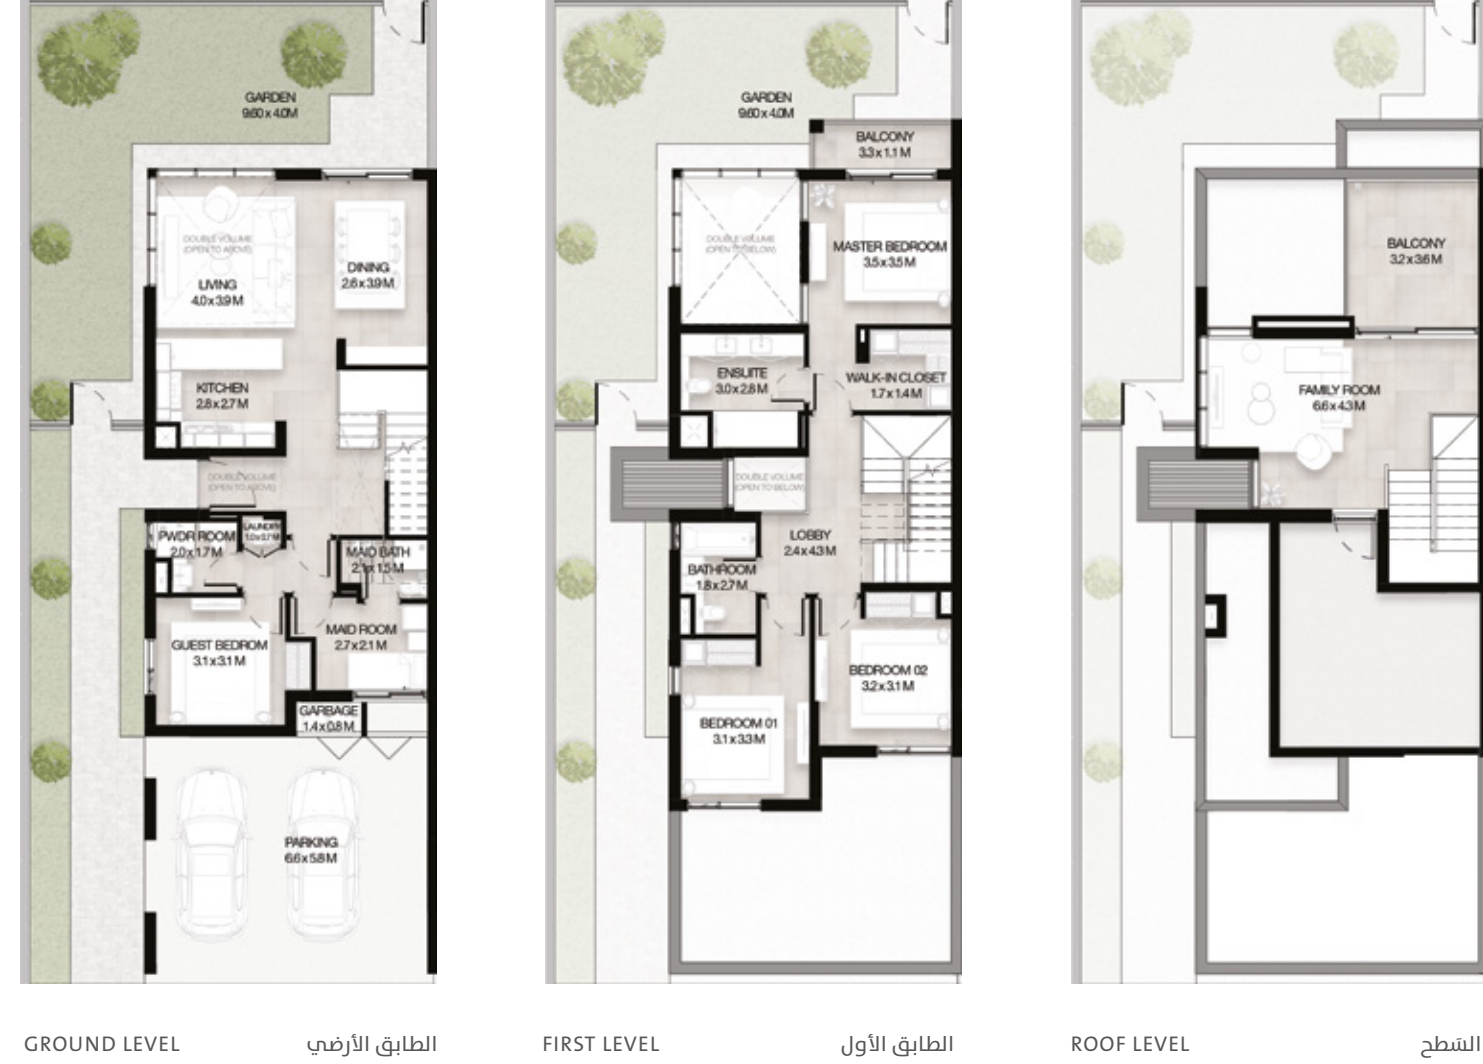 GARDEN
9.60 x 4.0M
DOUBLE VOLUME
(OPEN TO ABOVE)
LIVING
4.0 x 3.9 M
DINING
2.6 x 3.9 M
KITCHEN
2.8 x 2.7 M
DOUBLE VOLUME
(OPEN TO ABOVE)
PWDR ROOM
2.0 x 1.7 M
LAUNDRY
1.0 x 0.7 M
MAID BATH
2.1 x 1.5 M
GUEST BEDROM
3.1 x 3.1 M
MAID ROOM
2.7 x 2.1 M
GARBAGE
1.4 x 0.8 M
PARKING
6.6 x 5.8 M
GROUND LEVEL الطابق الأرضي
GARDEN
9.60 x 4.0M
BALCONY
3.3 x 1.1 M
DOUBLE VOLUME
(OPEN TO BELOW)
MASTER BEDROOM
3.5 x 3.5 M
ENSUITE
3.0 x 2.8 M
WALK-IN CLOSET
1.7 x 1.4 M
DOUBLE VOLUME
(OPEN TO BELOW)
LOBBY
2.4 x 4.3 M
BATHROOM
1.8 x 2.7 M
BEDROOM 02
3.2 x 3.1 M
BEDROOM 01
3.1 x 3.3 M
FIRST LEVEL الطابق الأول
BALCONY
3.2 x 3.6 M
FAMILY ROOM
6.6 x 4.3 M
ROOF LEVEL السَطح